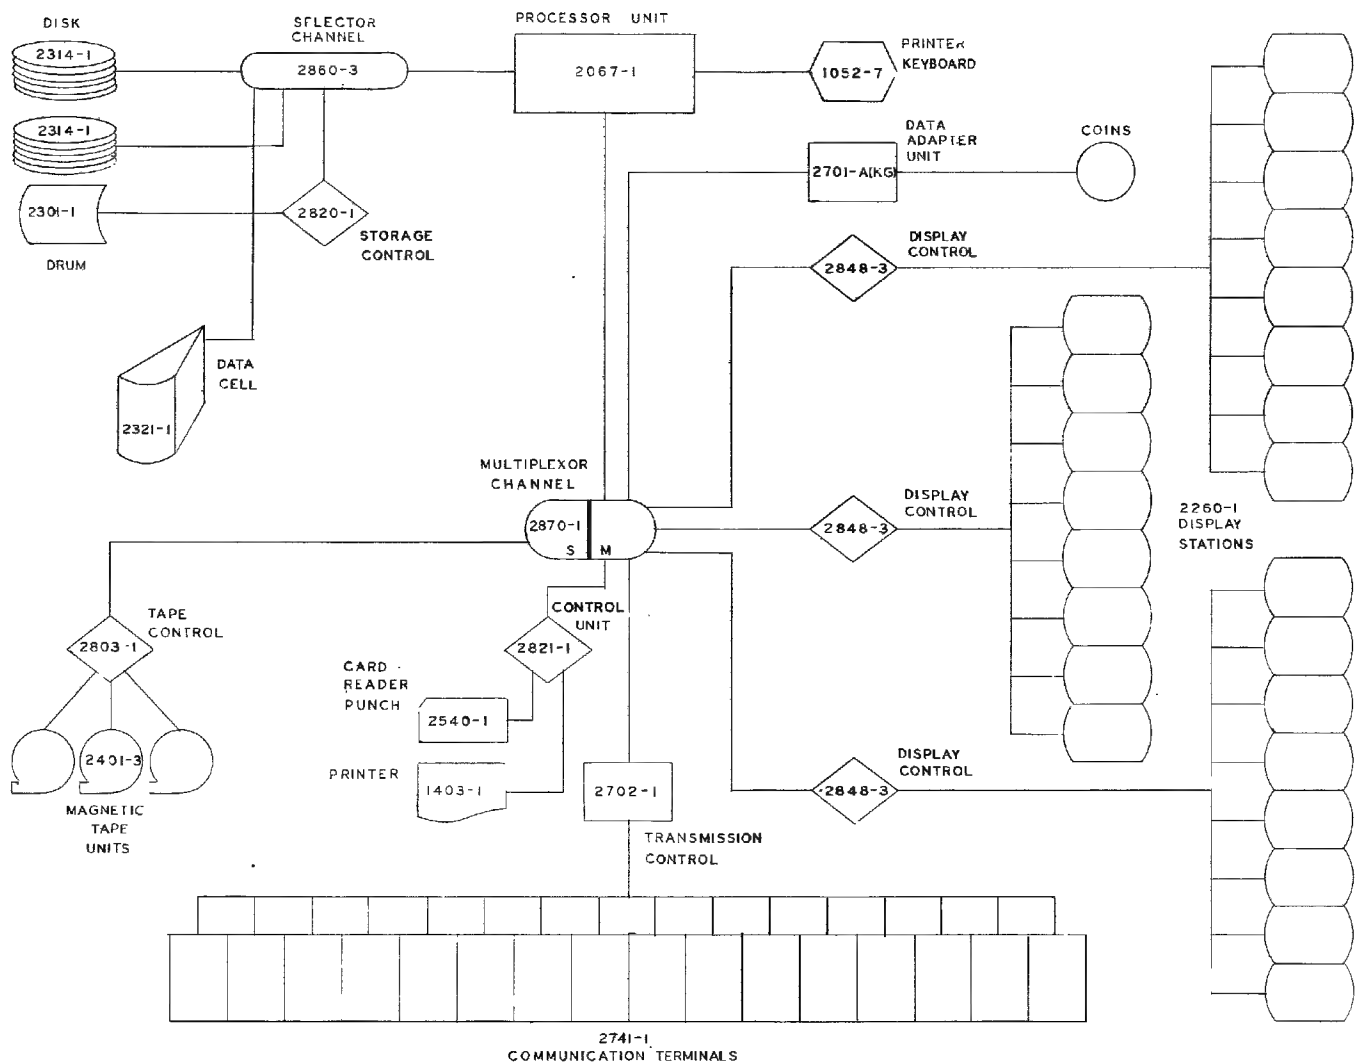 DISK
2314-1
2314-1
2301-1
DRUM
SELECTOR
CHANNEL
2860-3
2820-1
STORAGE
CONTROL
DATA
CELL
2321-1
PROCESSOR UNIT
2067-1
1052-7
PRINTER
KEYBOARD
DATA
ADAPTER
UNIT
2701-A(KG)
COINS
DISPLAY
CONTROL
2848-3
MULTIPLEXOR
CHANNEL
2870-1
S M
DISPLAY
CONTROL
2848-3
2260-1
DISPLAY
STATIONS
TAPE
CONTROL
2803-1
2401-3
MAGNETIC
TAPE
UNITS
CONTROL
UNIT
2821-1
CARD
READER
PUNCH
2540-1
PRINTER
1403-1
2702-1
TRANSMISSION
CONTROL
DISPLAY
CONTROL
2848-3
2741-1
COMMUNICATION TERMINALS